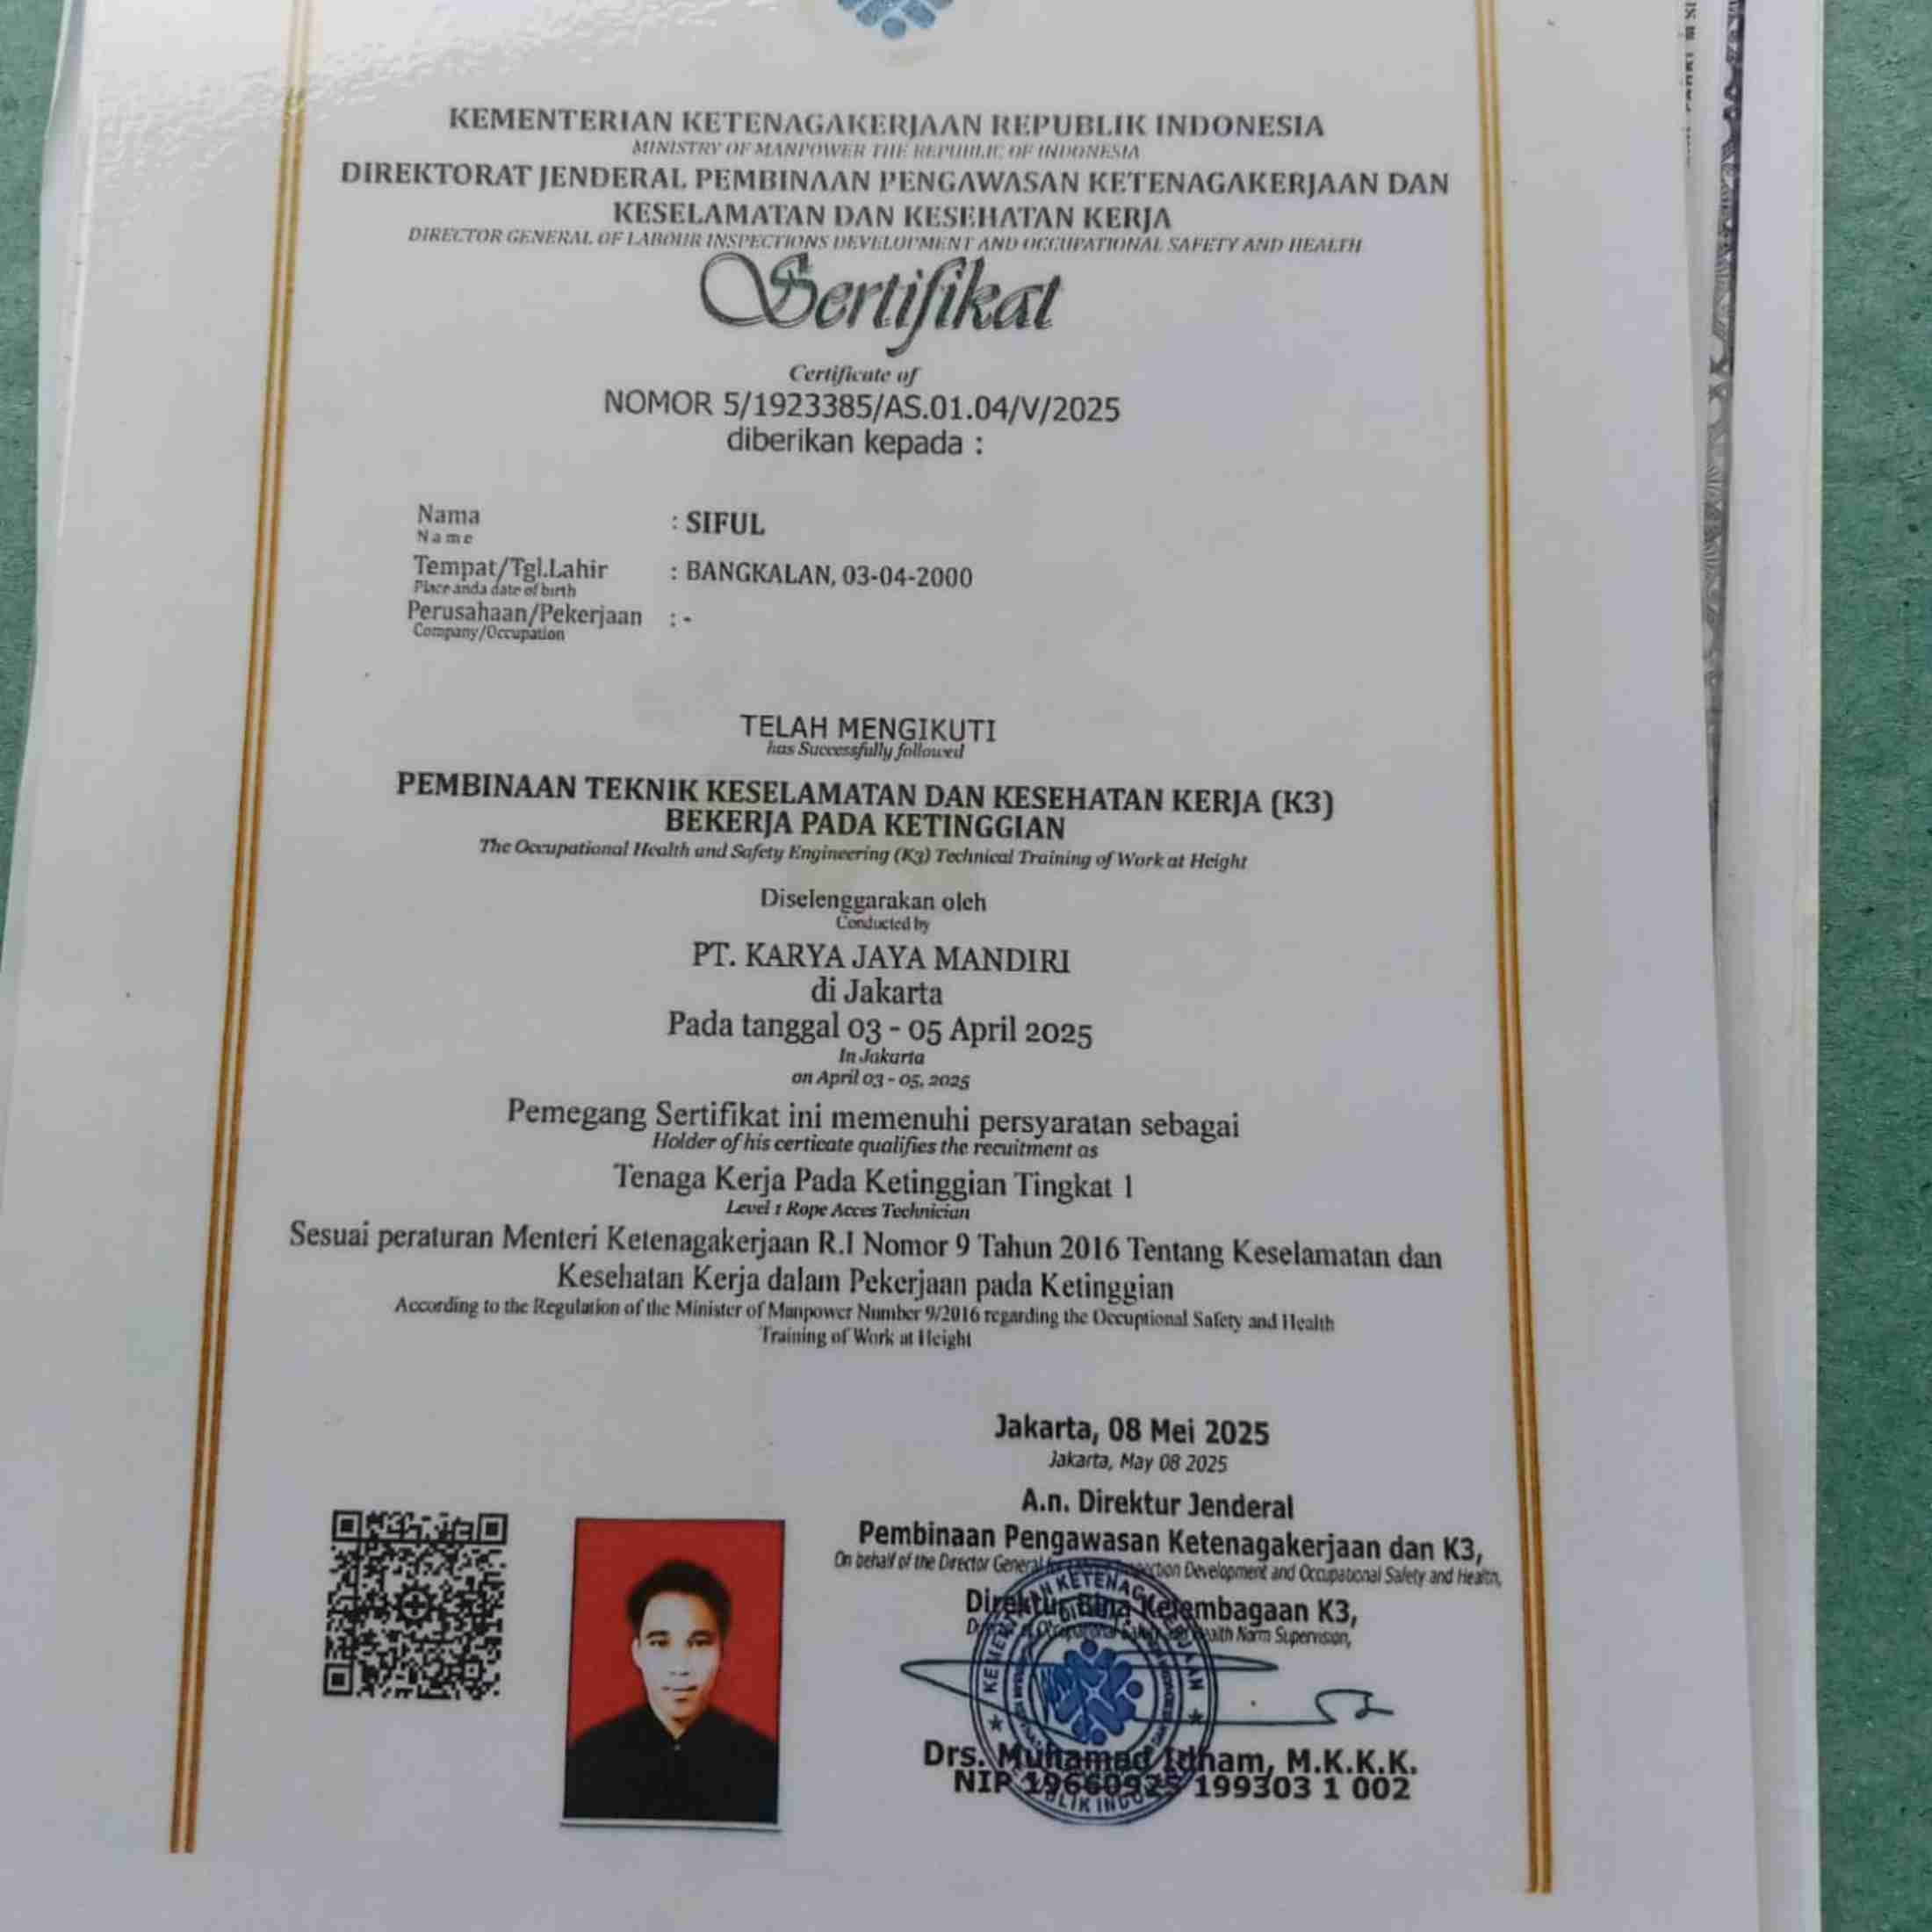 KEMENTERIAN KETENAGAKERJAAN REPUBLIK INDONESIA
MINISTRY OF MANPOWER THE REPUBLIC OF INDONESIA
DIREKTORAT JENDERAL PEMBINAAN PENGAWASAN KETENAGAKERJAAN DAN
KESELAMATAN DAN KESEHATAN KERJA
DIRECTOR GENERAL OF LABOUR INSPECTIONS DEVELOPMENT AND OCCUPATIONAL SAFETY AND HEALTH
Sertifikat
Certificate of
NOMOR 5/1923385/AS.01.04/V/2025
diberikan kepada :
Nama : SIFUL
Name
Tempat/Tgl.Lahir : BANGKALAN, 03-04-2000
Place anda date of birth
Perusahaan/Pekerjaan : -
Company/Occupation
TELAH MENGIKUTI
has Successfully followed
PEMBINAAN TEKNIK KESELAMATAN DAN KESEHATAN KERJA (K3)
BEKERJA PADA KETINGGIAN
The Occupational Health and Safety Engineering (K3) Technical Training of Work at Height
Diselenggarakan oleh
Conducted by
PT. KARYA JAYA MANDIRI
di Jakarta
Pada tanggal 03 - 05 April 2025
In Jakarta
on April 03 - 05, 2025
Pemegang Sertifikat ini memenuhi persyaratan sebagai
Holder of his certicate qualifies the recuitment as
Tenaga Kerja Pada Ketinggian Tingkat 1
Level 1 Rope Acces Technician
Sesuai peraturan Menteri Ketenagakerjaan R.I Nomor 9 Tahun 2016 Tentang Keselamatan dan
Kesehatan Kerja dalam Pekerjaan pada Ketinggian
According to the Regulation of the Minister of Manpower Number 9/2016 regarding the Occuptional Safety and Health
Training of Work at Height
Jakarta, 08 Mei 2025
Jakarta, May 08 2025
A.n. Direktur Jenderal
Pembinaan Pengawasan Ketenagakerjaan dan K3,
On behalf of the Director General Development and Occupational Safety and Health,
Direktur Bina Kelembagaan K3,
Health Norm Supervision,
Drs. Muhamad Idham, M.K.K.K.
NIP 19660925 199303 1 002